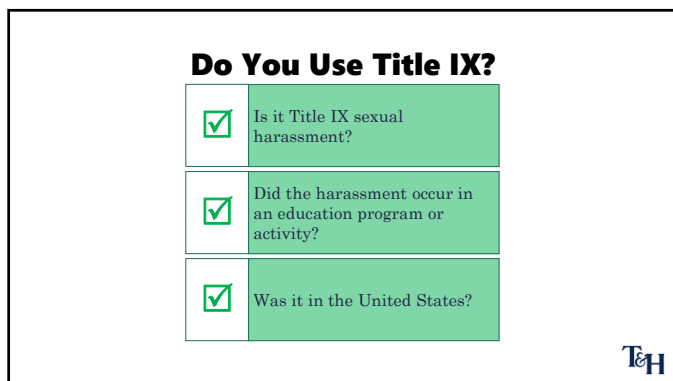 Do You Use Title IX?
Is it Title IX sexual
harassment?
Did the harassment occur in
an education program or
activity?
Was it in the United States?
T&H